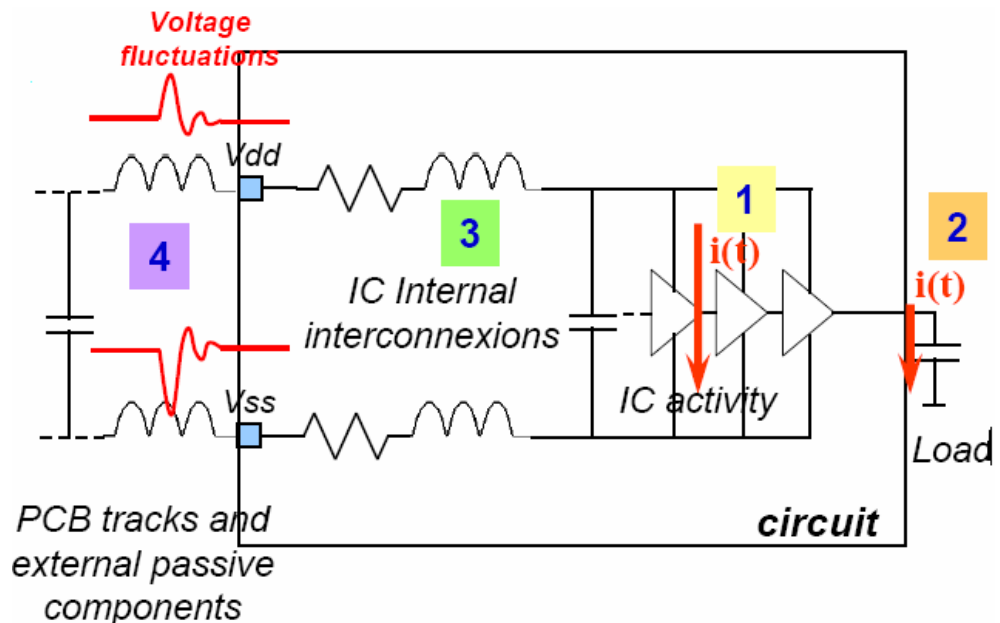 Voltage
fluctuations
Vdd
1
2
3
4
i(t)
i(t)
IC Internal
interconnexions
IC activity
Vss
Load
PCB tracks and
external passive
components
circuit